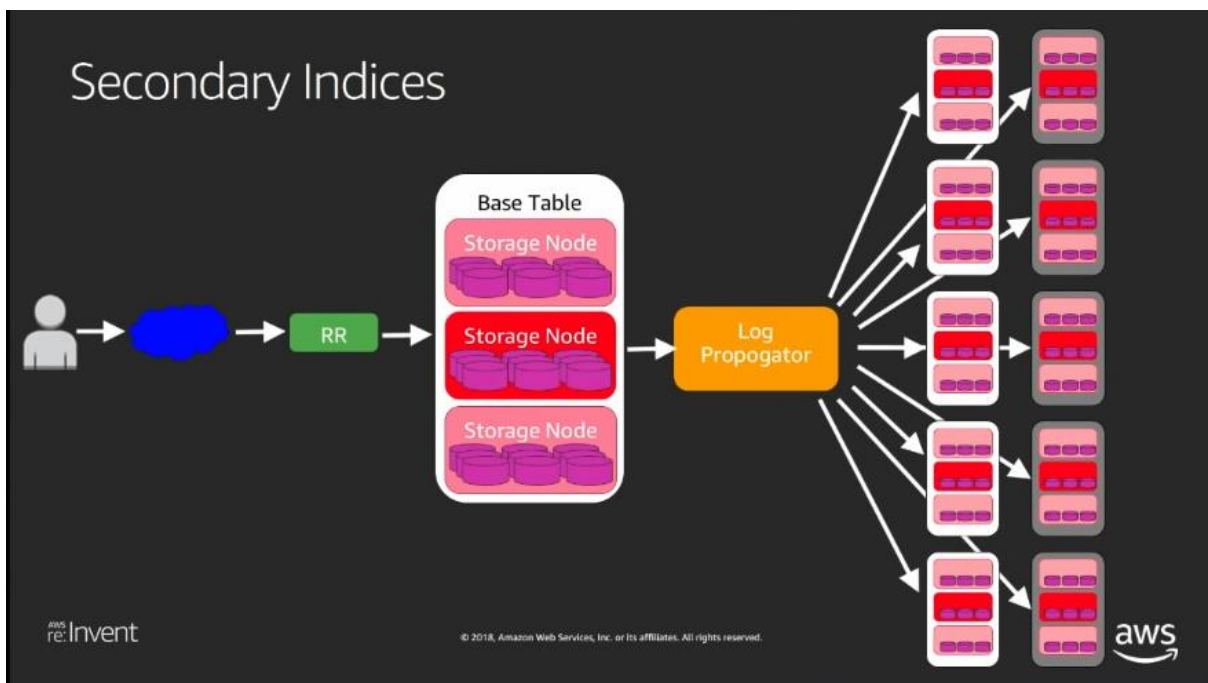 Secondary Indices
Base Table
Storage Node
Storage Node
Storage Node
RR
Log
Propogator
AWS
re:Invent
© 2018, Amazon Web Services, Inc. or its affiliates. All rights reserved.
aws